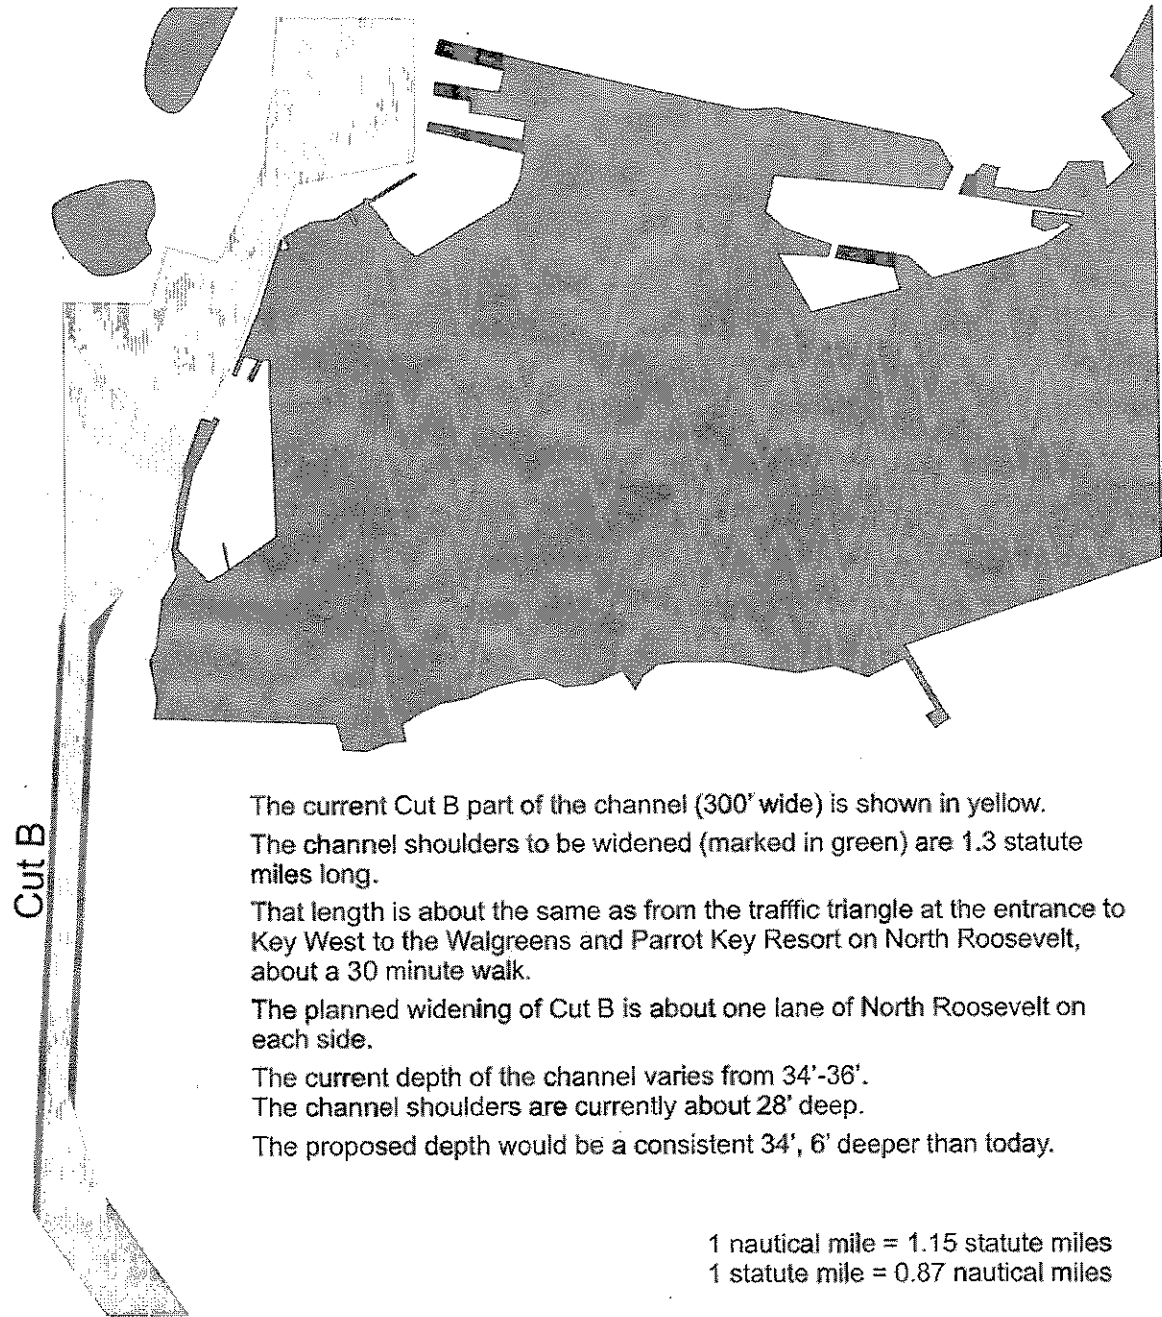 Cut B
The current Cut B part of the channel (300' wide) is shown in yellow.
The channel shoulders to be widened (marked in green) are 1.3 statute
miles long.
That length is about the same as from the trafffic triangle at the entrance to
Key West to the Walgreens and Parrot Key Resort on North Roosevelt,
about a 30 minute walk.
The planned widening of Cut B is about one lane of North Roosevelt on
each side.
The current depth of the channel varies from 34'-36'.
The channel shoulders are currently about 28' deep.
The proposed depth would be a consistent 34', 6' deeper than today.
1 nautical mile = 1.15 statute miles
1 statute mile = 0.87 nautical miles